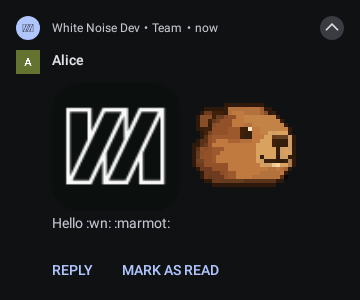 White Noise Dev • Team • now
A
Alice
Hello :wn: :marmot:
REPLY
MARK AS READ